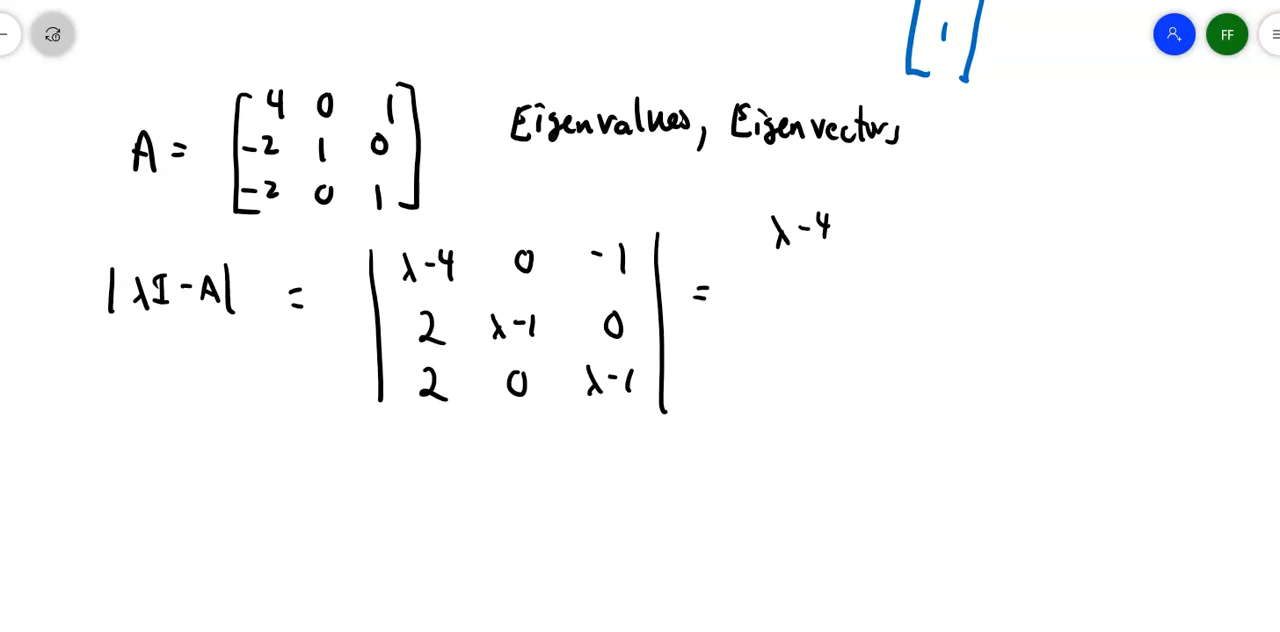 1
FF
A = [ 4 0 1
-2 1 0
-2 0 1 ]
Eigenvalues, Eigenvectors
λ-4
|λI-A| = | λ-4 0 -1
2 λ-1 0
2 0 λ-1 | =